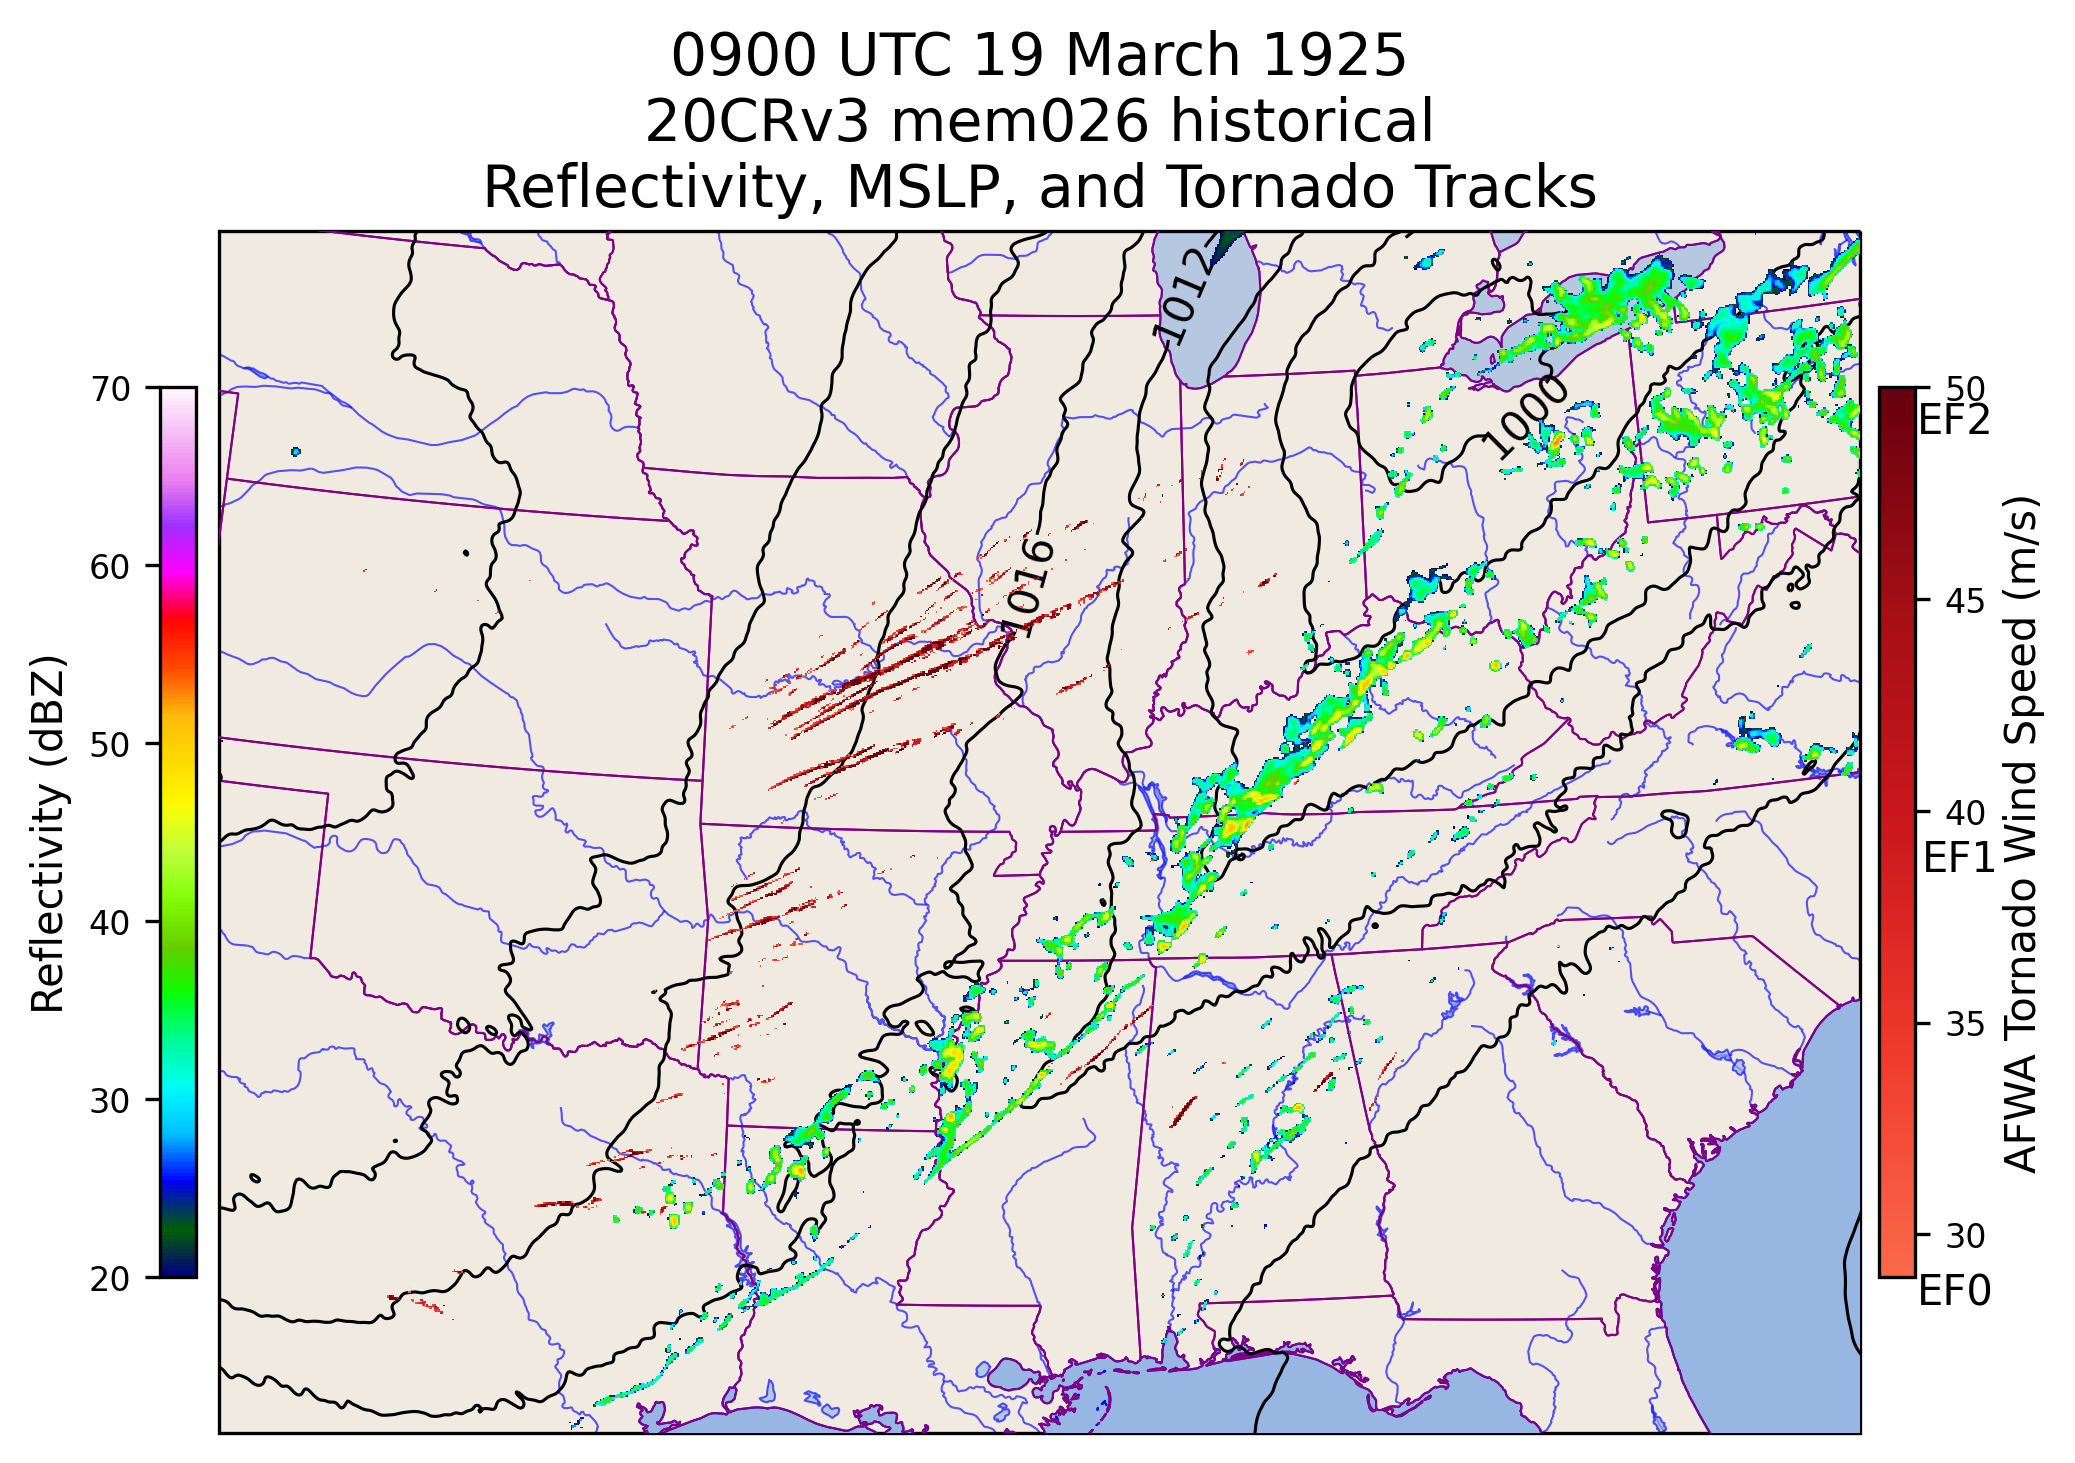 0900 UTC 19 March 1925
20CRv3 mem026 historical
Reflectivity, MSLP, and Tornado Tracks
1012
1000
1016
70
60
50
40
30
20
Reflectivity (dBZ)
50
EF2
45
40
EF1
35
30
EF0
AFWA Tornado Wind Speed (m/s)